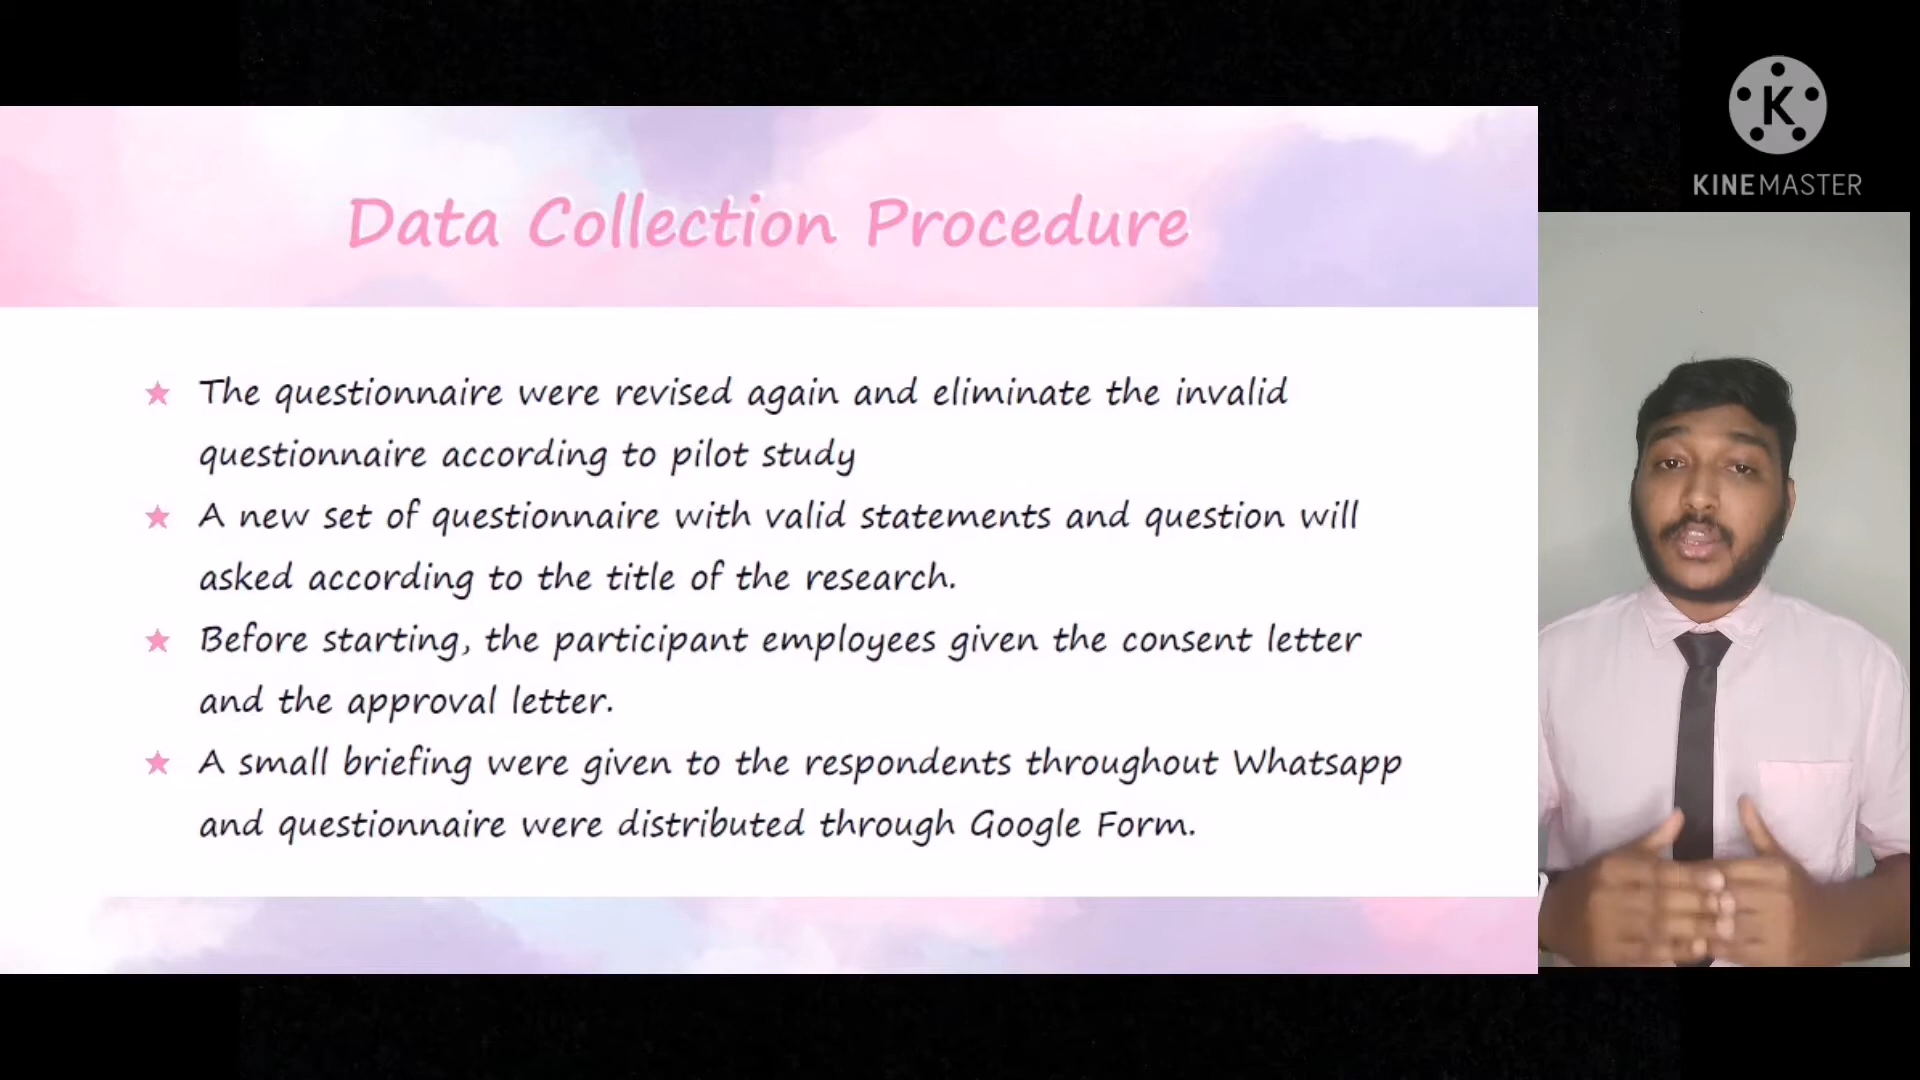 Data Collection Procedure
The questionnaire were revised again and eliminate the invalid
questionnaire according to pilot study
A new set of questionnaire with valid statements and question will
asked according to the title of the research.
Before starting, the participant employees given the consent letter
and the approval letter.
A small briefing were given to the respondents throughout Whatsapp
and questionnaire were distributed through Google Form.
K
KINEMASTER